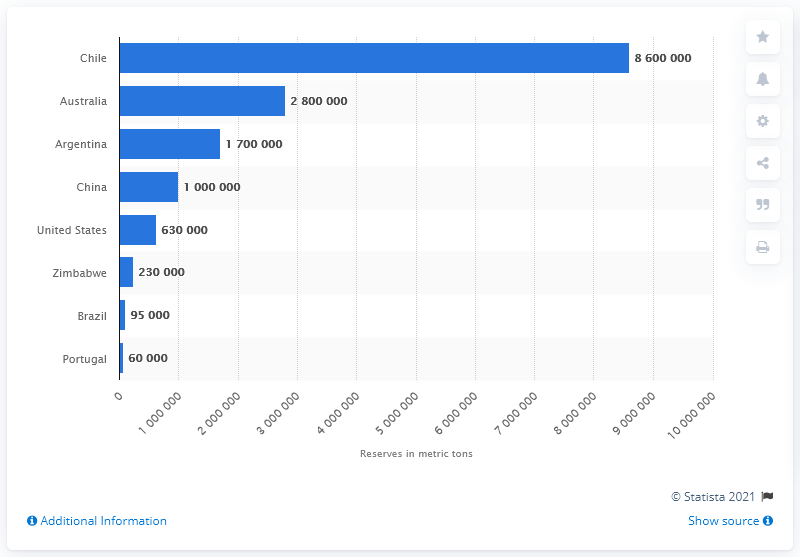 Chile 8 600 000
Australia 2 800 000
Argentina 1 700 000
China 1 000 000
United States 630 000
Zimbabwe 230 000
Brazil 95 000
Portugal 60 000
0 1 000 000 2 000 000 3 000 000 4 000 000 5 000 000 6 000 000 7 000 000 8 000 000 9 000 000 10 000 000
Reserves in metric tons
© Statista 2021
Additional Information Show source